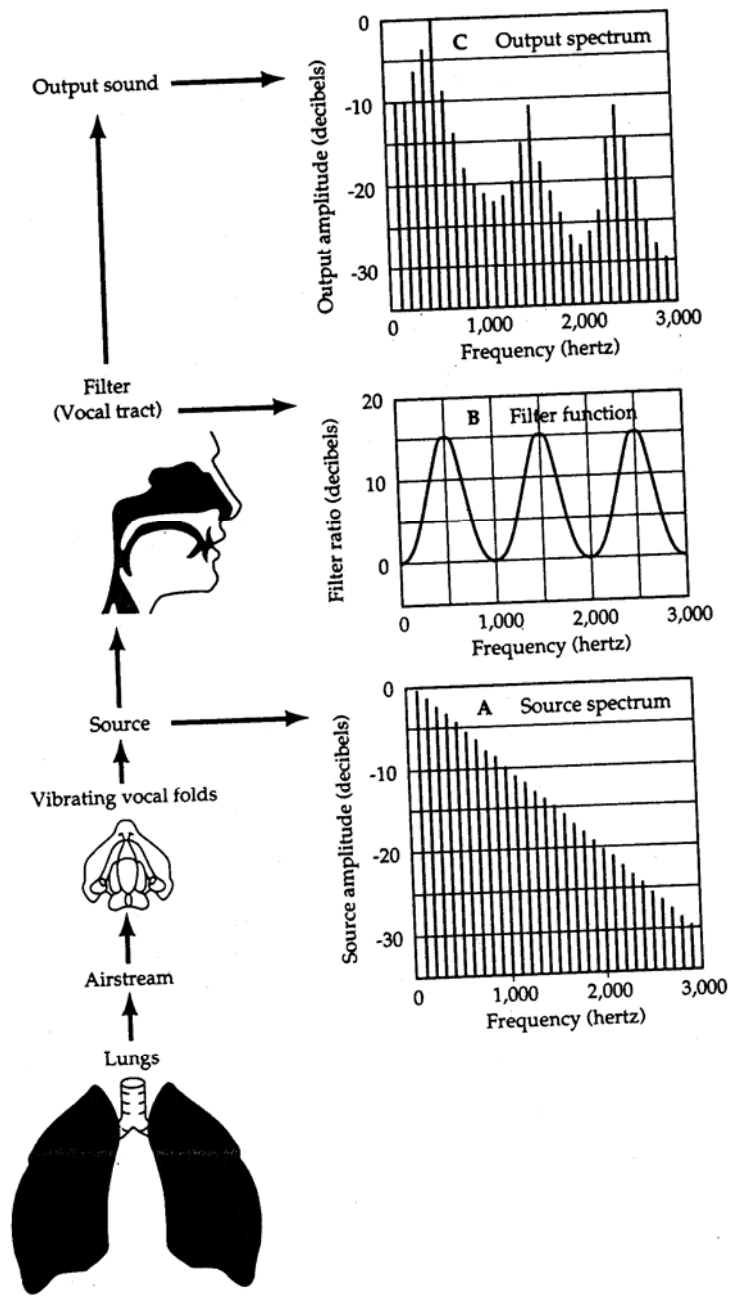 C Output spectrum
Output sound
Output amplitude (decibels)
0
-10
-20
-30
0 1,000 2,000 3,000
Frequency (hertz)
Filter
(Vocal tract)
B Filter function
Filter ratio (decibels)
20
10
0
0 1,000 2,000 3,000
Frequency (hertz)
Source
A Source spectrum
Source amplitude (decibels)
0
-10
-20
-30
0 1,000 2,000 3,000
Frequency (hertz)
Vibrating vocal folds
Airstream
Lungs